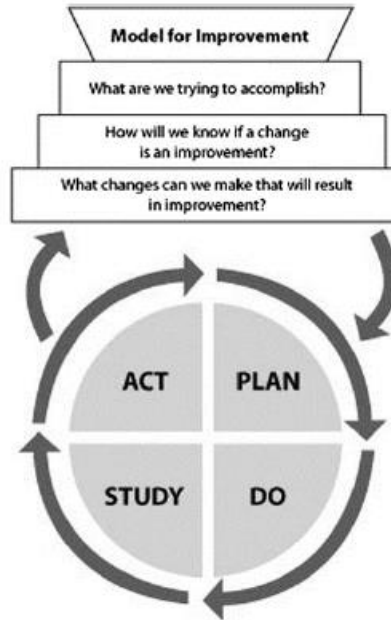 Model for Improvement
What are we trying to accomplish?
How will we know if a change
is an improvement?
What changes can we make that will result
in improvement?
ACT
PLAN
STUDY
DO